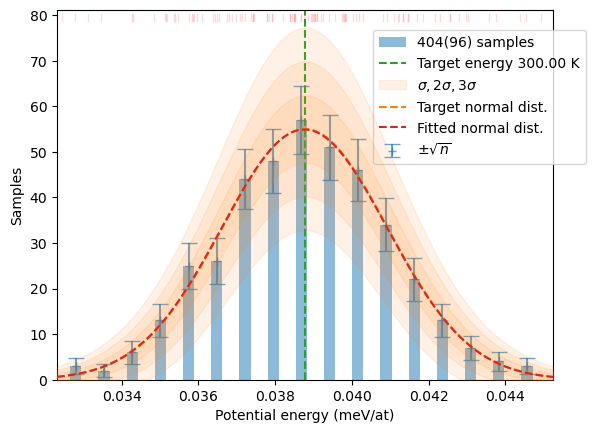 80
70
60
50
40
30
20
10
0
Samples
404(96) samples
Target energy 300.00 K
σ, 2σ, 3σ
Target normal dist.
Fitted normal dist.
±√n
0.034 0.036 0.038 0.040 0.042 0.044
Potential energy (meV/at)